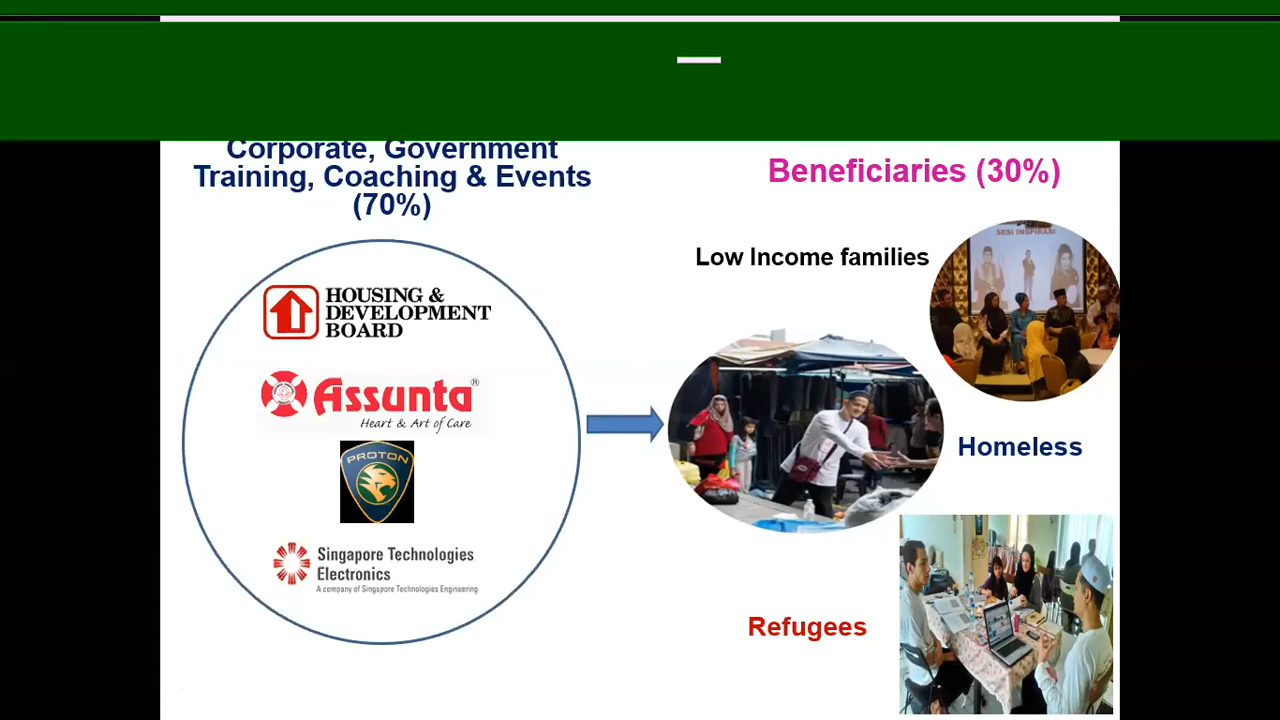 Corporate, Government
Training, Coaching & Events
(70%)
Beneficiaries (30%)
Low Income families
SESI INSPIRASI
HOUSING &
DEVELOPMENT
BOARD
Assunta®
Heart & Art of Care
PROTON
Homeless
Singapore Technologies
Electronics
A company of Singapore Technologies Engineering
Refugees